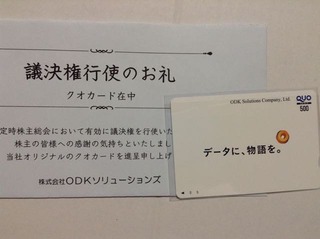 議決権行使のお礼
クオカード在中
定時株主総会において有効に議決権を行使いた
株主の皆様への感謝の気持ちといたしまし
当社オリジナルのクオカードを進呈申し上げ
株式会社ODKソリューションズ
QUO
500
ODK Solutions Company, Ltd.
データに、物語を。